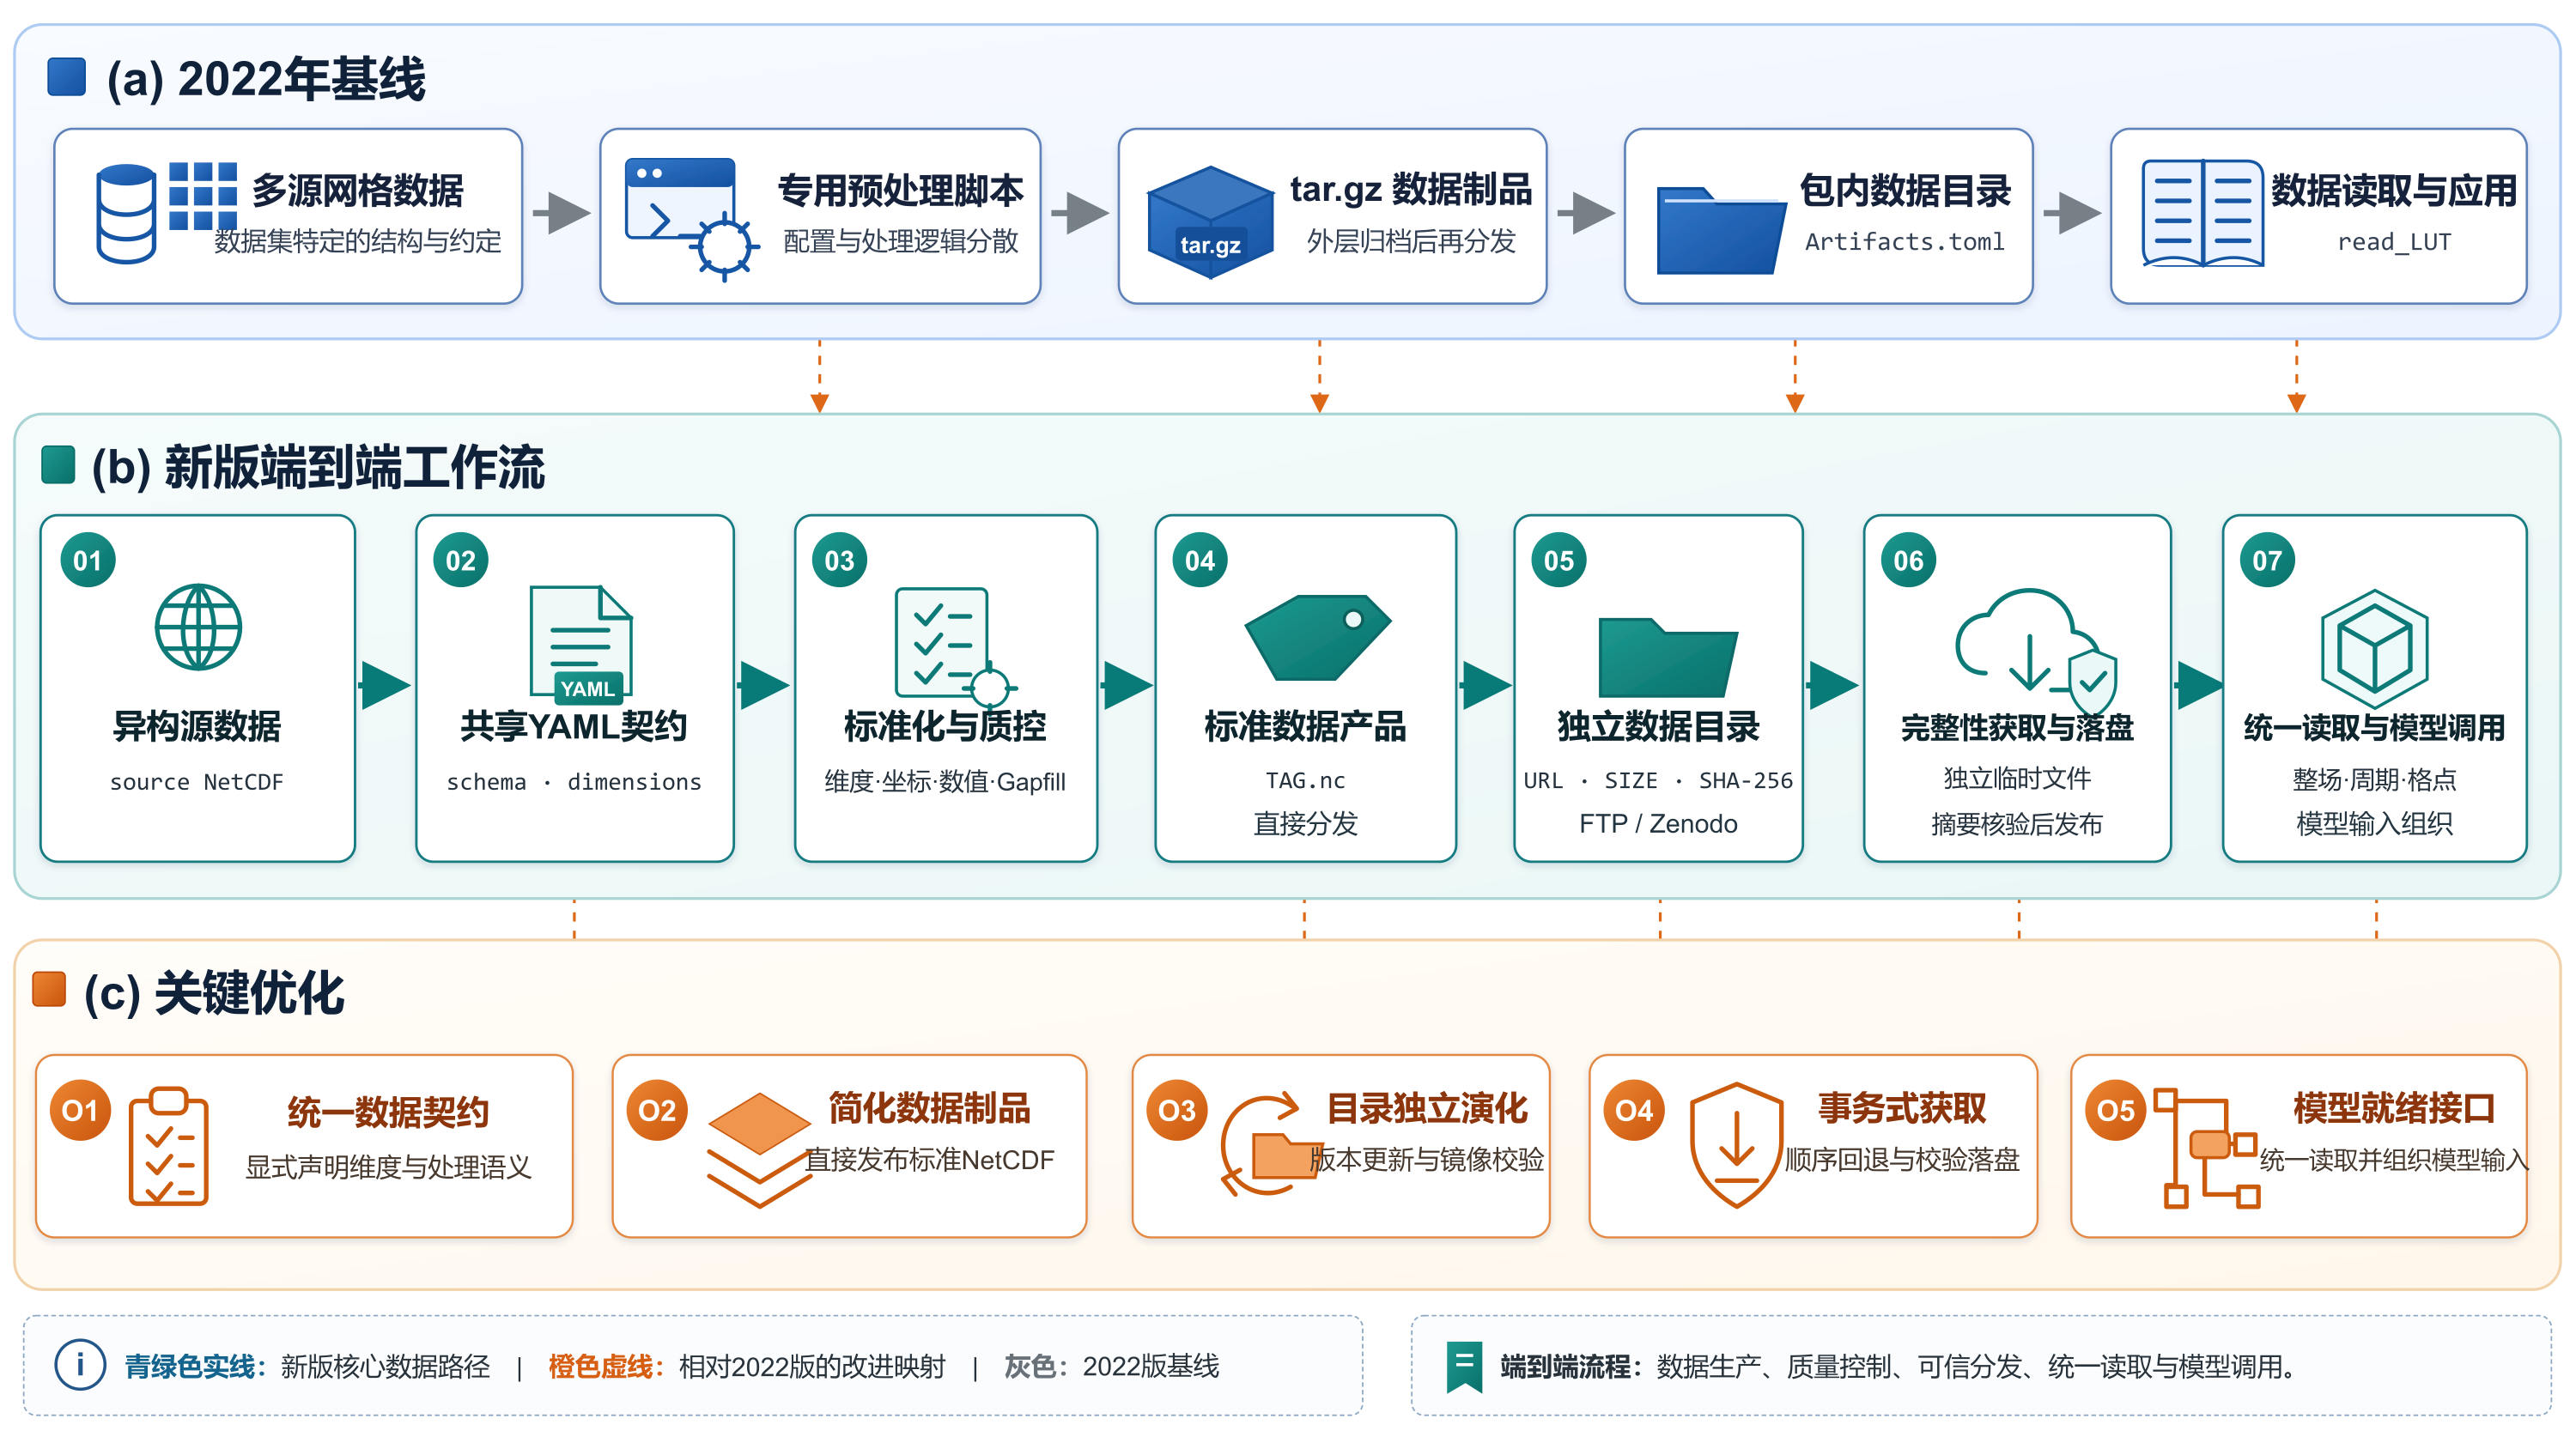 (a) 2022年基线
多源网格数据
数据集特定的结构与约定
专用预处理脚本
配置与处理逻辑分散
tar.gz
tar.gz 数据制品
外层归档后再分发
包内数据目录
Artifacts.toml
数据读取与应用
read_LUT
(b) 新版端到端工作流
01
异构源数据
source NetCDF
02
YAML
共享YAML契约
schema · dimensions
03
标准化与质控
维度·坐标·数值·Gapfill
04
标准数据产品
TAG.nc
直接分发
05
独立数据目录
URL · SIZE · SHA-256
FTP / Zenodo
06
完整性获取与落盘
独立临时文件
摘要核验后发布
07
统一读取与模型调用
整场·周期·格点
模型输入组织
(c) 关键优化
O1
统一数据契约
显式声明维度与处理语义
O2
简化数据制品
直接发布标准NetCDF
O3
目录独立演化
版本更新与镜像校验
O4
事务式获取
顺序回退与校验落盘
O5
模型就绪接口
统一读取并组织模型输入
i 青绿色实线：新版核心数据路径 | 橙色虚线：相对2022版的改进映射 | 灰色：2022版基线
端到端流程：数据生产、质量控制、可信分发、统一读取与模型调用。